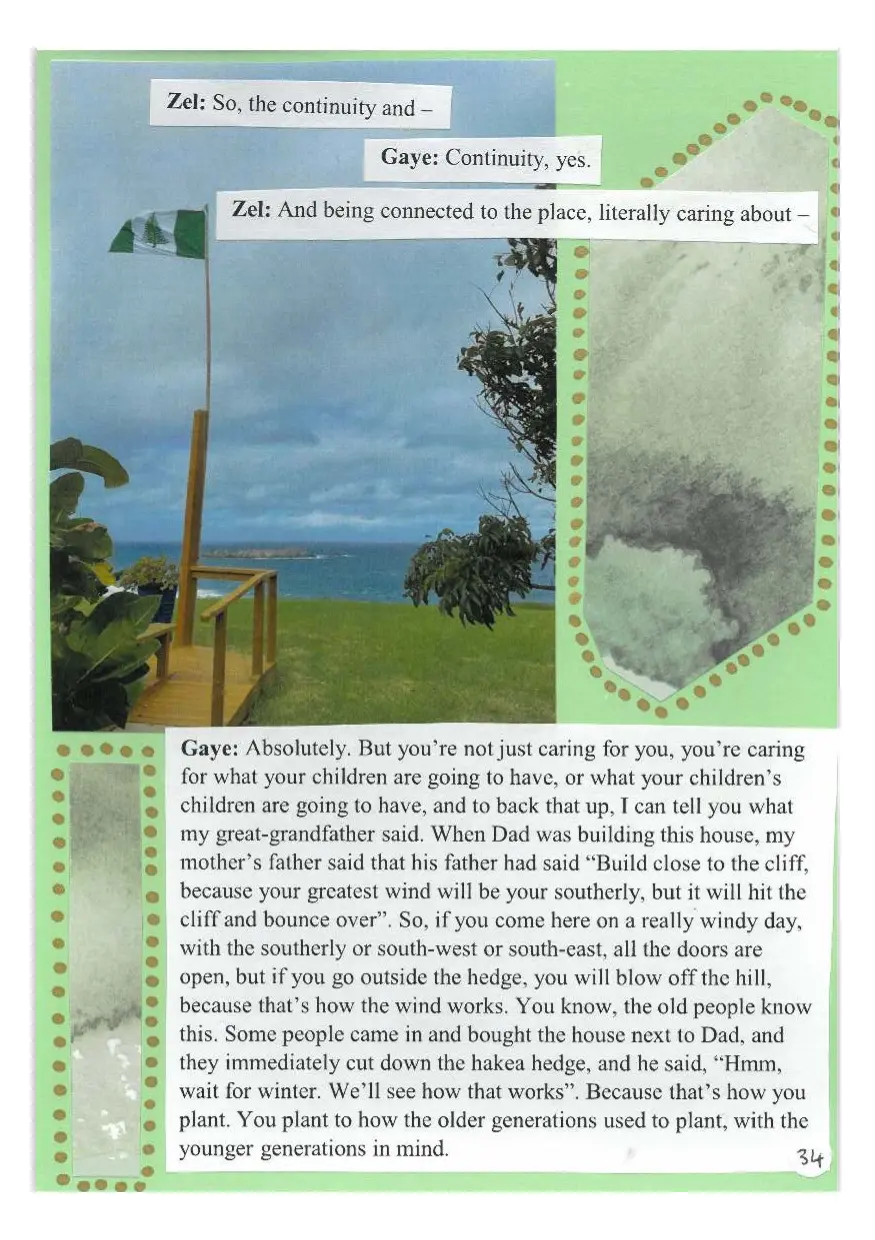 Zel: So, the continuity and –
Gaye: Continuity, yes.
Zel: And being connected to the place, literally caring about –
Gaye: Absolutely. But you're not just caring for you, you're caring
for what your children are going to have, or what your children's
children are going to have, and to back that up, I can tell you what
my great-grandfather said. When Dad was building this house, my
mother's father said that his father had said “Build close to the cliff,
because your greatest wind will be your southerly, but it will hit the
cliff and bounce over”. So, if you come here on a really windy day,
with the southerly or south-west or south-east, all the doors are
open, but if you go outside the hedge, you will blow off the hill,
because that's how the wind works. You know, the old people know
this. Some people came in and bought the house next to Dad, and
they immediately cut down the hakea hedge, and he said, “Hmm,
wait for winter. We'll see how that works”. Because that's how you
plant. You plant to how the older generations used to plant, with the
younger generations in mind.
34